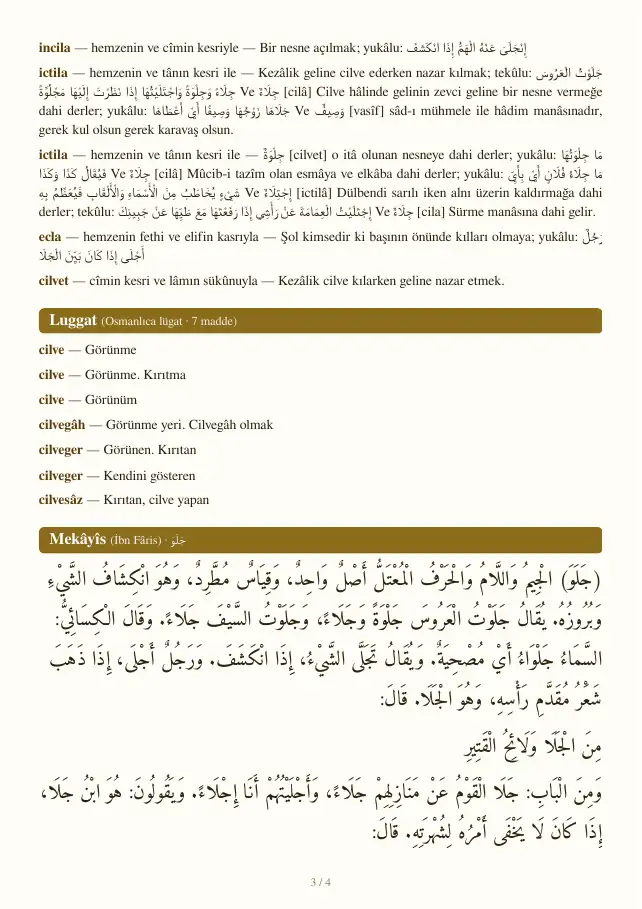 incila — hemzenin ve cîmin kesriyle — Bir nesne açılmak; yukâlu: إِنْجَلَى عَنْهُ الْهَمُّ إِذَا انْكَشَفَ
ictila — hemzenin ve tânın kesri ile — Kezâlik geline cilve ederken nazar kılmak; tekûlu: جَلَوْتُ الْعَرُوسَ
جِلَاءً وَجِلْوَةً وَاجْتَلَيْتُهَا إِذَا نَظَرْتَ إِلَيْهَا مَجْلُوَّةً Ve جِلَاءٌ [cilâ] Cilve hâlinde gelinin zevci geline bir nesne vermeğe
dahi derler; yukâlu: جَلَاهَا زَوْجُهَا وَصِيفًا أَيْ أَعْطَاهَا Ve وَصِيفٌ [vasîf] sâd-ı mühmele ile hâdim manâsınadır,
gerek kul olsun gerek karavaş olsun.
ictila — hemzenin ve tânın kesri ile — جِلْوَةٌ [cilvet] o itâ olunan nesneye dahi derler; yukâlu: مَا جِلْوَتُهَا
فَيُقَالُ كَذَا وَكَذَا Ve جِلَاءٌ [cilâ] Mûcib-i tazîm olan esmâya ve elkâba dahi derler; yukâlu: مَا جِلَاءُ فُلَانٍ أَيْ بِأَيِّ
شَيْءٍ يُخَاطَبُ مِنَ الْأَسْمَاءِ وَالْأَلْقَابِ فَيُعَظَّمُ بِهِ Ve إِجْتِلَاءٌ [ictilâ] Dülbendi sarılı iken alnı üzerin kaldırmağa dahi
derler; tekûlu: إِجْتَلَيْتُ الْعِمَامَةَ عَنْ رَأْسِي إِذَا رَفَعْتَهَا مَعَ طَيِّهَا عَنْ جَبِينِكَ Ve جِلَاءٌ [cila] Sürme manâsına dahi gelir.
ecla — hemzenin fethi ve elifin kasrıyla — Şol kimsedir ki başının önünde kılları olmaya; yukâlu: رَجُلٌ
أَجْلَى إِذَا كَانَ بَيِّنَ الْجَلَا
cilvet — cîmin kesri ve lâmın sükûnuyla — Kezâlik cilve kılarken geline nazar etmek.
Luggat (Osmanlıca lügat · 7 madde)
cilve — Görünme
cilve — Görünme. Kırıtma
cilve — Görünüm
cilvegâh — Görünme yeri. Cilvegâh olmak
cilveger — Görünen. Kırıtan
cilveger — Kendini gösteren
cilvesâz — Kırıtan, cilve yapan
Mekâyîs (İbn Fâris) · جَلَوَ
(جَلَوَ) الْجِيمُ وَاللَّامُ وَالْحَرْفُ الْمُعْتَلُّ أَصْلٌ وَاحِدٌ، وَقِيَاسٌ مُطَّرِدٌ، وَهُوَ انْكِشَافُ الشَّيْءِ
وَبُرُوزُهُ. يُقَالُ جَلَوْتُ الْعَرُوسَ جَلْوَةً وَجَلَاءً، وَجَلَوْتُ السَّيْفَ جَلَاءً. وَقَالَ الْكِسَائِيُّ:
السَّمَاءُ جَلْوَاءُ أَيْ مُصْحِيَةٌ. وَيُقَالُ تَجَلَّى الشَّيْءُ، إِذَا انْكَشَفَ. وَرَجُلٌ أَجْلَى، إِذَا ذَهَبَ
شَعْرُ مُقَدَّمِ رَأْسِهِ، وَهُوَ الْجَلَا. قَالَ:
مِنَ الْجَلَا وَلَائِحُ الْقَتِيرِ
وَمِنَ الْبَابِ: جَلَا الْقَوْمُ عَنْ مَنَازِلِهِمْ جَلَاءً، وَأَجْلَيْتُهُمْ أَنَا إِجْلَاءً. وَيَقُولُونَ: هُوَ ابْنُ جَلَا،
إِذَا كَانَ لَا يَخْفَى أَمْرُهُ لِشُهْرَتِهِ. قَالَ:
3 / 4